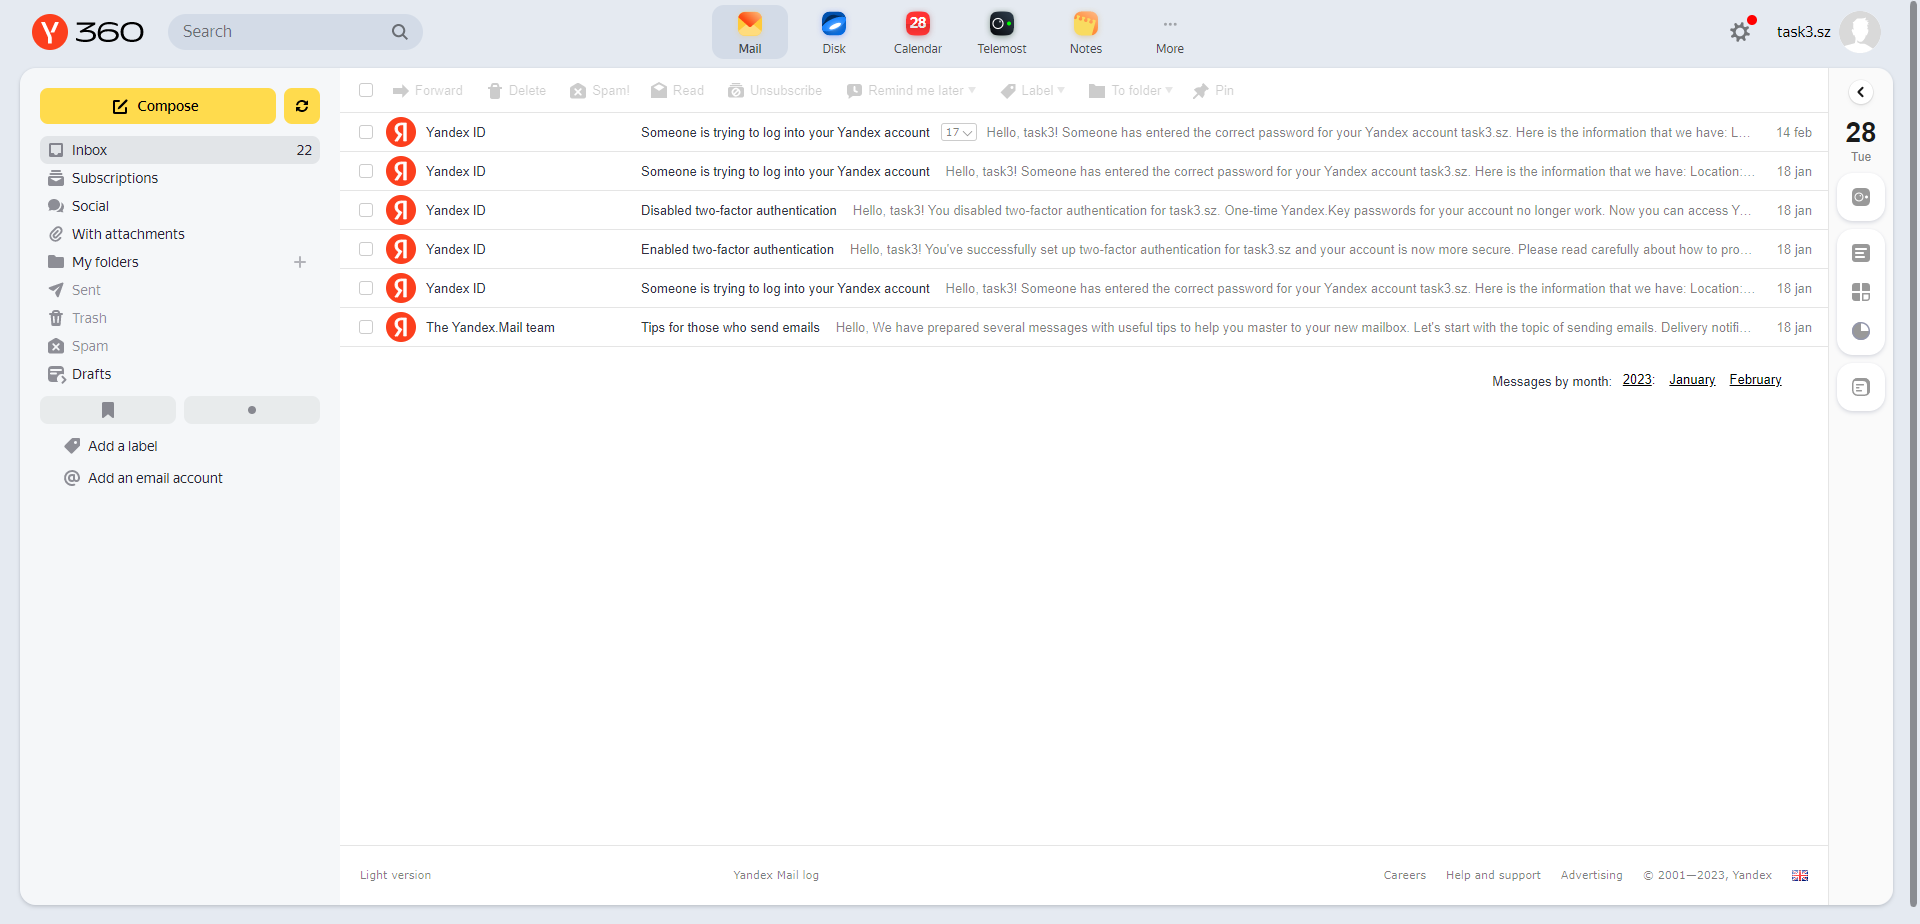 Y 360
Search
Mail
Disk
28
Calendar
Telemost
Notes
More
task3.sz
Compose
Inbox 22
Subscriptions
Social
With attachments
My folders
Sent
Trash
Spam
Drafts
Add a label
Add an email account
Forward Delete Spam! Read Unsubscribe Remind me later Label To folder Pin
Я Yandex ID Someone is trying to log into your Yandex account 17 Hello, task3! Someone has entered the correct password for your Yandex account task3.sz. Here is the information that we have: L... 14 feb
Я Yandex ID Someone is trying to log into your Yandex account Hello, task3! Someone has entered the correct password for your Yandex account task3.sz. Here is the information that we have: Location:... 18 jan
Я Yandex ID Disabled two-factor authentication Hello, task3! You disabled two-factor authentication for task3.sz. One-time Yandex.Key passwords for your account no longer work. Now you can access Y... 18 jan
Я Yandex ID Enabled two-factor authentication Hello, task3! You've successfully set up two-factor authentication for task3.sz and your account is now more secure. Please read carefully about how to pro... 18 jan
Я Yandex ID Someone is trying to log into your Yandex account Hello, task3! Someone has entered the correct password for your Yandex account task3.sz. Here is the information that we have: Location:... 18 jan
Я The Yandex.Mail team Tips for those who send emails Hello, We have prepared several messages with useful tips to help you master to your new mailbox. Let's start with the topic of sending emails. Delivery notifi... 18 jan
Messages by month: 2023: January February
28
Tue
Light version Yandex Mail log Careers Help and support Advertising © 2001—2023, Yandex